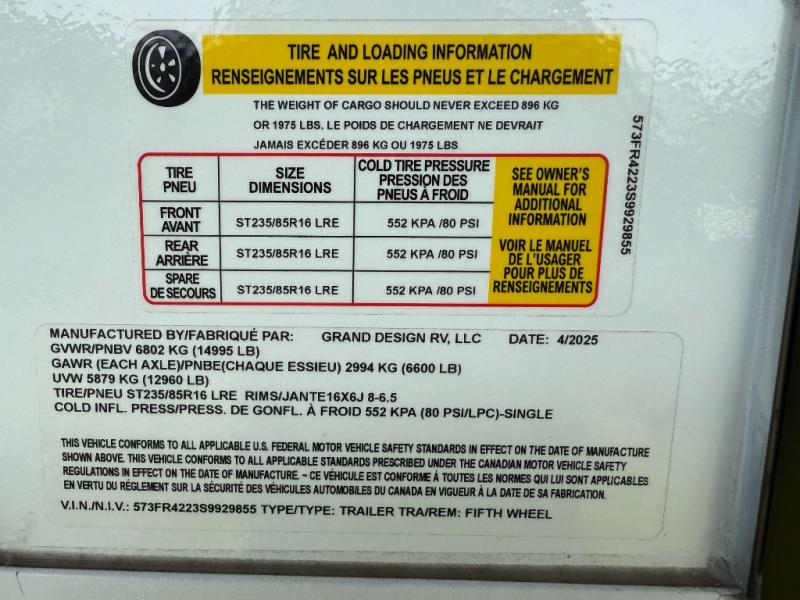 TIRE AND LOADING INFORMATION
RENSEIGNEMENTS SUR LES PNEUS ET LE CHARGEMENT
THE WEIGHT OF CARGO SHOULD NEVER EXCEED 896 KG
OR 1975 LBS. LE POIDS DE CHARGEMENT NE DEVRAIT
JAMAIS EXCÉDER 896 KG OU 1975 LBS
TIRE
PNEU
SIZE
DIMENSIONS
COLD TIRE PRESSURE
PRESSION DES
PNEUS À FROID
FRONT
AVANT
ST235/85R16 LRE
552 KPA /80 PSI
REAR
ARRIÈRE
ST235/85R16 LRE
552 KPA /80 PSI
SPARE
DE SECOURS
ST235/85R16 LRE
552 KPA /80 PSI
SEE OWNER'S
MANUAL FOR
ADDITIONAL
INFORMATION
VOIR LE MANUEL
DE L'USAGER
POUR PLUS DE
RENSEIGNEMENTS
573FR4223S9929855
MANUFACTURED BY/FABRIQUÉ PAR: GRAND DESIGN RV, LLC DATE: 4/2025
GVWR/PNBV 6802 KG (14995 LB)
GAWR (EACH AXLE)/PNBE(CHAQUE ESSIEU) 2994 KG (6600 LB)
UVW 5879 KG (12960 LB)
TIRE/PNEU ST235/85R16 LRE RIMS/JANTE16X6J 8-6.5
COLD INFL. PRESS/PRESS. DE GONFL. À FROID 552 KPA (80 PSI/LPC)-SINGLE
THIS VEHICLE CONFORMS TO ALL APPLICABLE U.S. FEDERAL MOTOR VEHICLE SAFETY STANDARDS IN EFFECT ON THE DATE OF MANUFACTURE
SHOWN ABOVE. THIS VEHICLE CONFORMS TO ALL APPLICABLE STANDARDS PRESCRIBED UNDER THE CANADIAN MOTOR VEHICLE SAFETY
REGULATIONS IN EFFECT ON THE DATE OF MANUFACTURE. ~ CE VÉHICULE EST CONFORME À TOUTES LES NORMES QUI LUI SONT APPLICABLES
EN VERTU DU RÉGLEMENT SUR LA SÉCURITÉ DES VÉHICULES AUTOMOBILES DU CANADA EN VIGUEUR À LA DATE DE SA FABRICATION.
V.I.N./N.I.V.: 573FR4223S9929855 TYPE/TYPE: TRAILER TRA/REM: FIFTH WHEEL